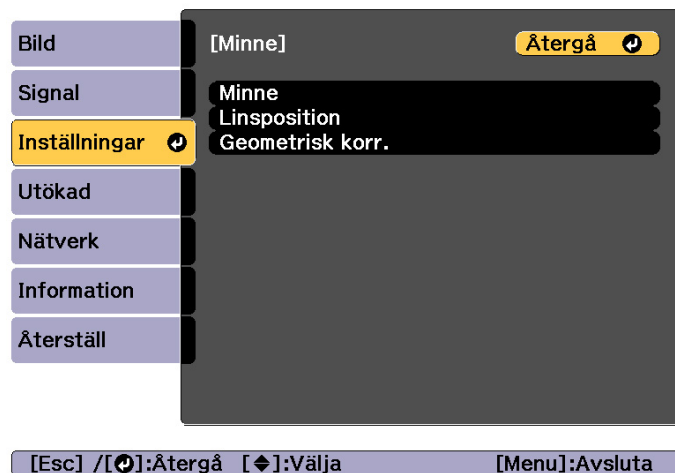 Bild
Signal
Inställningar
Utökad
Nätverk
Information
Återställ
[Minne]
Återgå
Minne
Linsposition
Geometrisk korr.
[Esc] /[⏎]:Återgå [◆]:Välja [Menu]:Avsluta